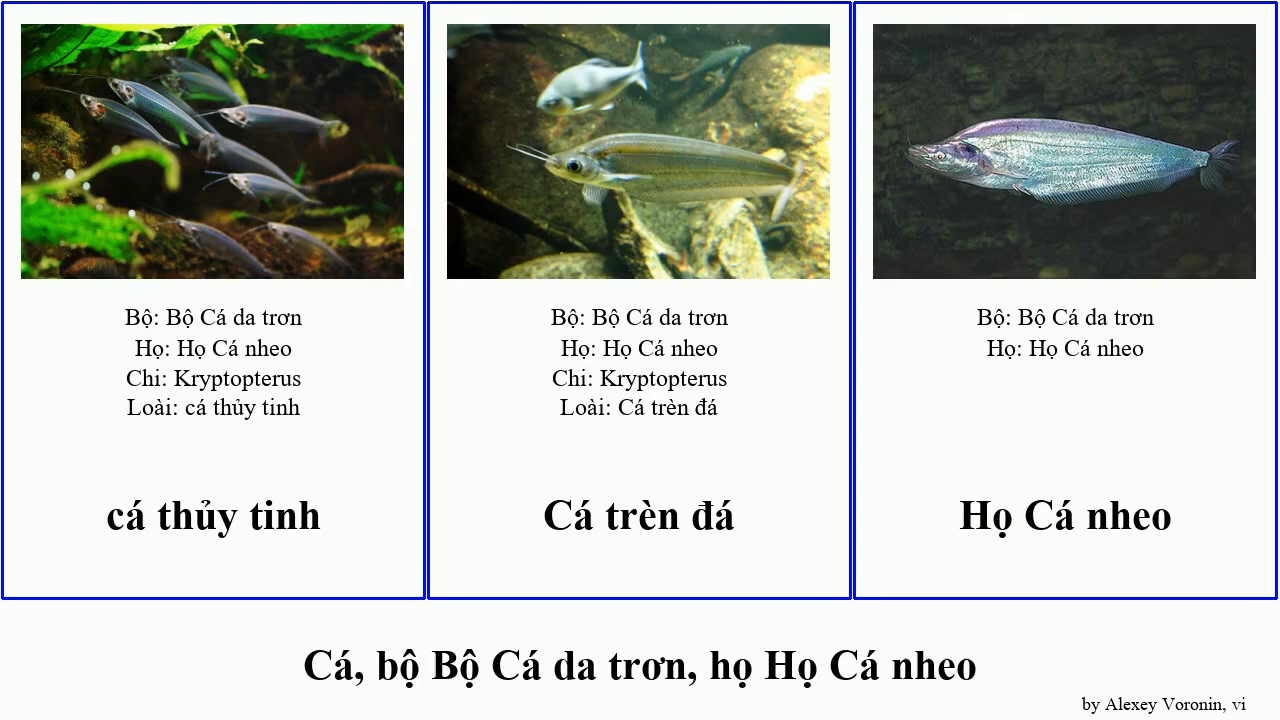 Bộ: Bộ Cá da trơn
Họ: Họ Cá nheo
Chi: Kryptopterus
Loài: cá thủy tinh
cá thủy tinh
Bộ: Bộ Cá da trơn
Họ: Họ Cá nheo
Chi: Kryptopterus
Loài: Cá trèn đá
Cá trèn đá
Bộ: Bộ Cá da trơn
Họ: Họ Cá nheo
Họ Cá nheo
Cá, bộ Bộ Cá da trơn, họ Họ Cá nheo
by Alexey Voronin, vi